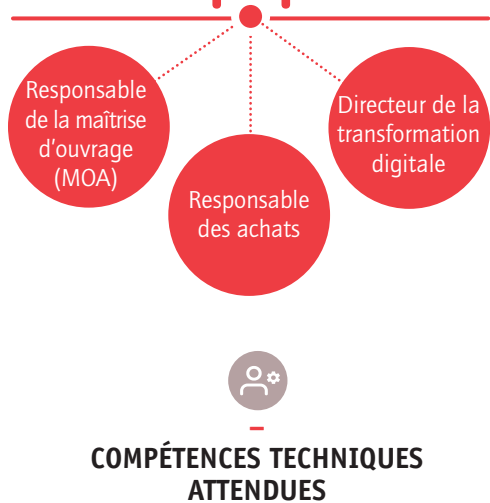 Responsable
de la maîtrise
d'ouvrage
(MOA)
Responsable
des achats
Directeur de la
transformation
digitale
COMPÉTENCES TECHNIQUES
ATTENDUES